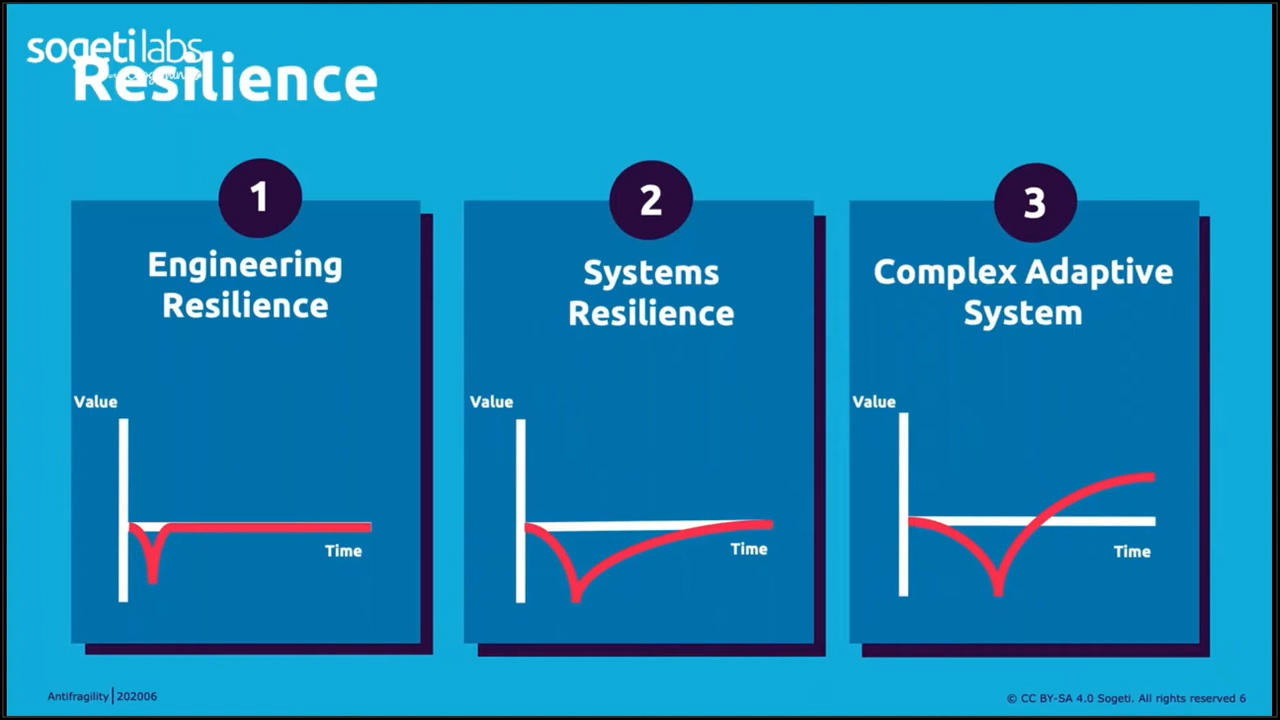 sogetilabs
Resilience
1
Engineering
Resilience
Value
Time
2
Systems
Resilience
Value
Time
3
Complex Adaptive
System
Value
Time
Antifragility | 202006
© CC BY-SA 4.0 Sogeti. All rights reserved 6